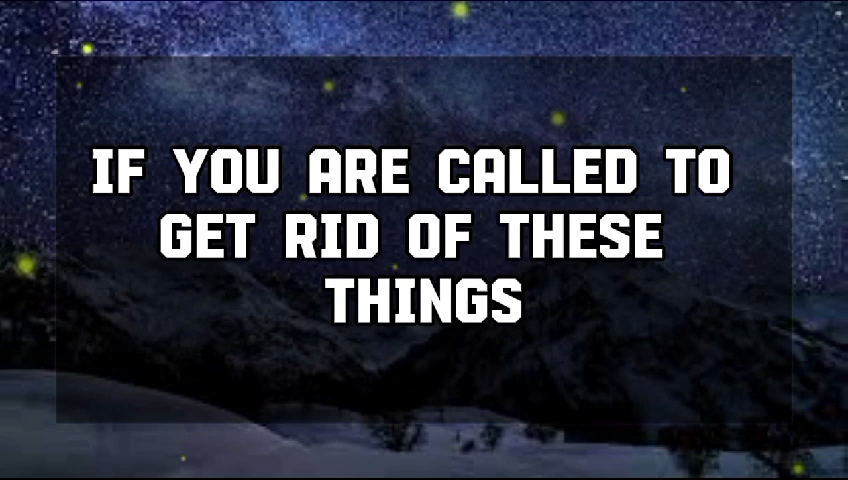 IF YOU ARE CALLED TO
GET RID OF THESE
THINGS